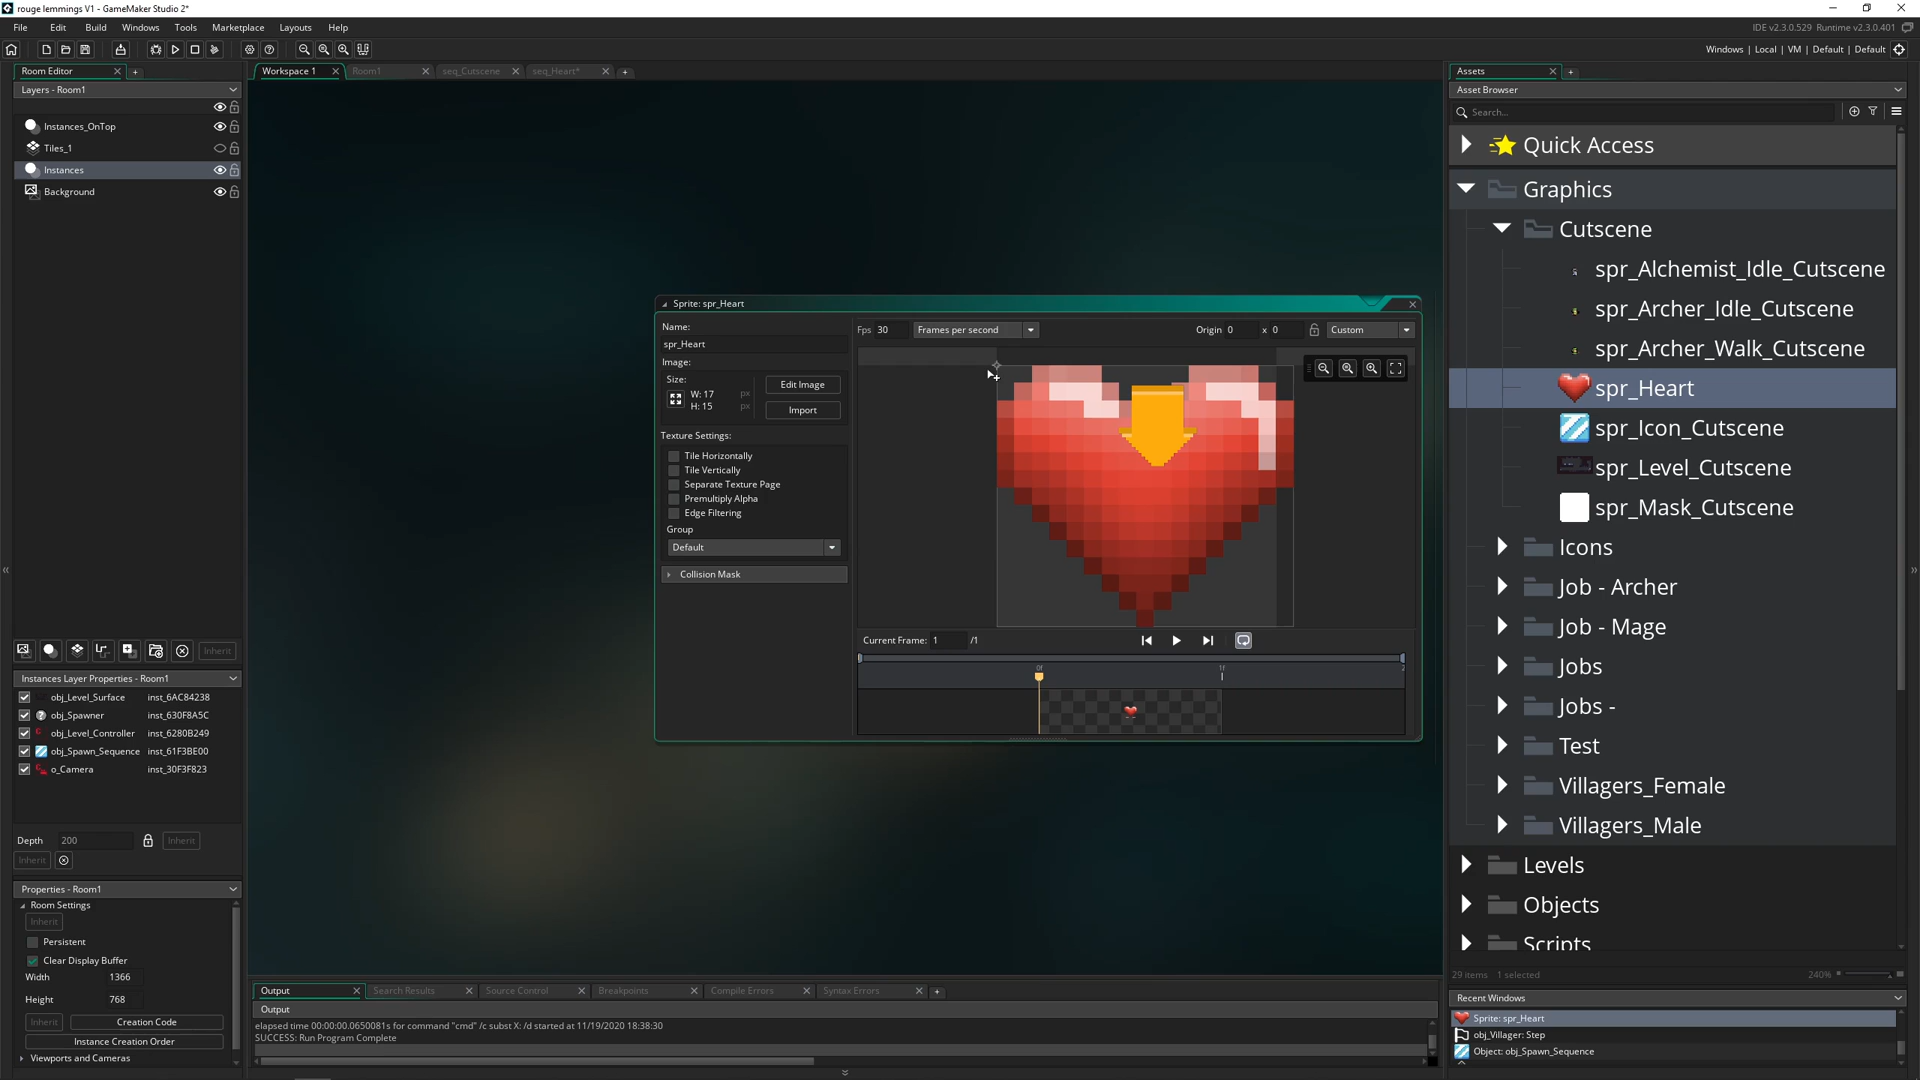 rouge lemmings V1 - GameMaker Studio 2*
File Edit Build Windows Tools Marketplace Layouts Help
IDE v2.3.0.529 Runtime v2.3.0.401
Windows | Local | VM | Default | Default
Room Editor
Workspace 1
Room1
seq_Cutscene
seq_Heart*
Assets
Layers - Room1
Asset Browser
Search...
Instances_OnTop
Tiles_1
Instances
Background
Quick Access
Graphics
Cutscene
spr_Alchemist_Idle_Cutscene
spr_Archer_Idle_Cutscene
spr_Archer_Walk_Cutscene
spr_Heart
spr_Icon_Cutscene
spr_Level_Cutscene
spr_Mask_Cutscene
Icons
Job - Archer
Job - Mage
Jobs
Jobs -
Test
Villagers_Female
Villagers_Male
Levels
Objects
Scripts
29 items 1 selected
240%
Sprite: spr_Heart
Name:
spr_Heart
Image:
Size:
W: 17 px
H: 15 px
Edit Image
Import
Texture Settings:
Tile Horizontally
Tile Vertically
Separate Texture Page
Premultiply Alpha
Edge Filtering
Group
Default
Collision Mask
Fps 30 Frames per second
Origin 0 x 0 Custom
Current Frame: 1 /1
0f
1f
2
Inherit
Instances Layer Properties - Room1
obj_Level_Surface inst_6AC84238
obj_Spawner inst_630F8A5C
obj_Level_Controller inst_6280B249
obj_Spawn_Sequence inst_61F3BE00
o_Camera inst_30F3F823
Depth 200 Inherit
Inherit
Properties - Room1
Room Settings
Inherit
Persistent
Clear Display Buffer
Width 1366
Height 768
Inherit Creation Code
Instance Creation Order
Viewports and Cameras
Output
Search Results
Source Control
Breakpoints
Compile Errors
Syntax Errors
Output
elapsed time 00:00:00.0650081s for command "cmd" /c subst X: /d started at 11/19/2020 18:38:30
SUCCESS: Run Program Complete
Recent Windows
Sprite: spr_Heart
obj_Villager: Step
Object: obj_Spawn_Sequence